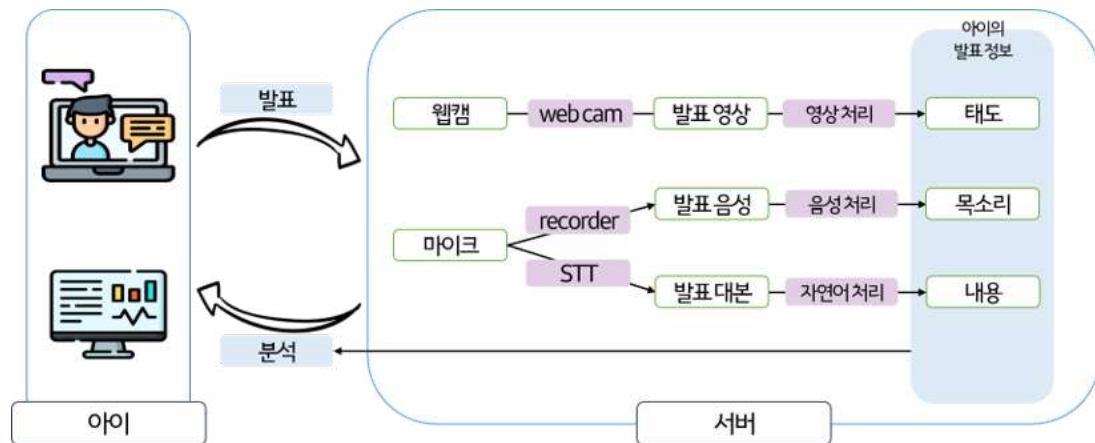 아이의
발표 정보
발표
웹캠
web cam
발표 영상
영상 처리
태도
recorder
발표 음성
음성 처리
목소리
마이크
STT
발표 대본
자연어 처리
내용
분석
아이
서버